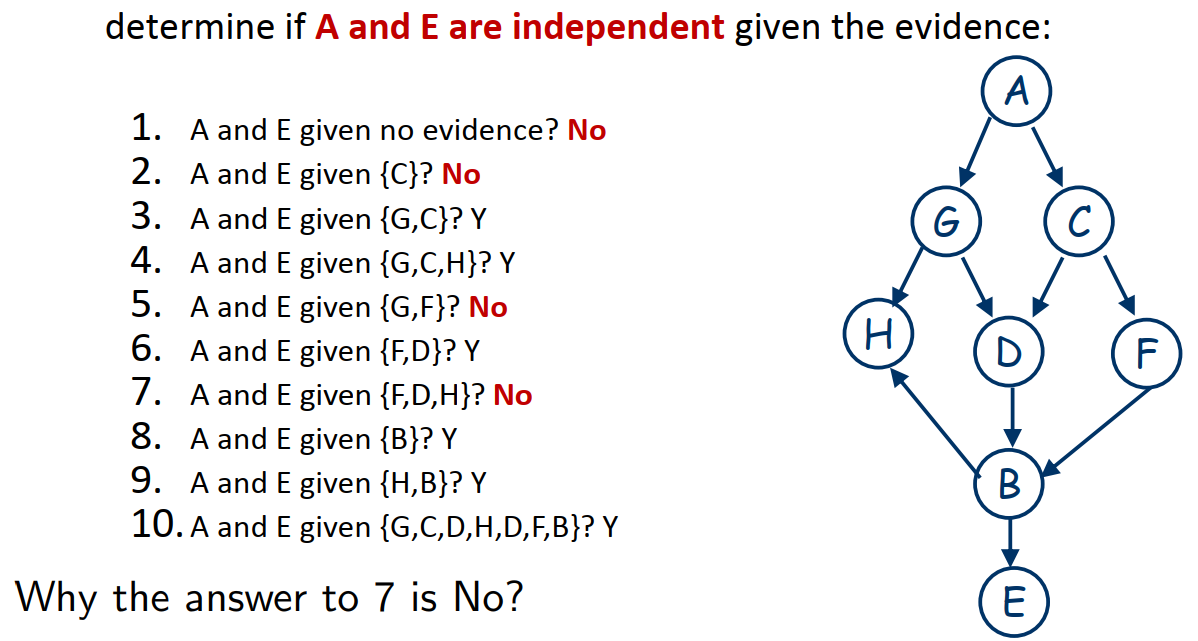 determine if A and E are independent given the evidence:
1. A and E given no evidence? No
2. A and E given {C}? No
3. A and E given {G,C}? Y
4. A and E given {G,C,H}? Y
5. A and E given {G,F}? No
6. A and E given {F,D}? Y
7. A and E given {F,D,H}? No
8. A and E given {B}? Y
9. A and E given {H,B}? Y
10. A and E given {G,C,D,H,D,F,B}? Y
Why the answer to 7 is No?
A
G
C
H
D
F
B
E